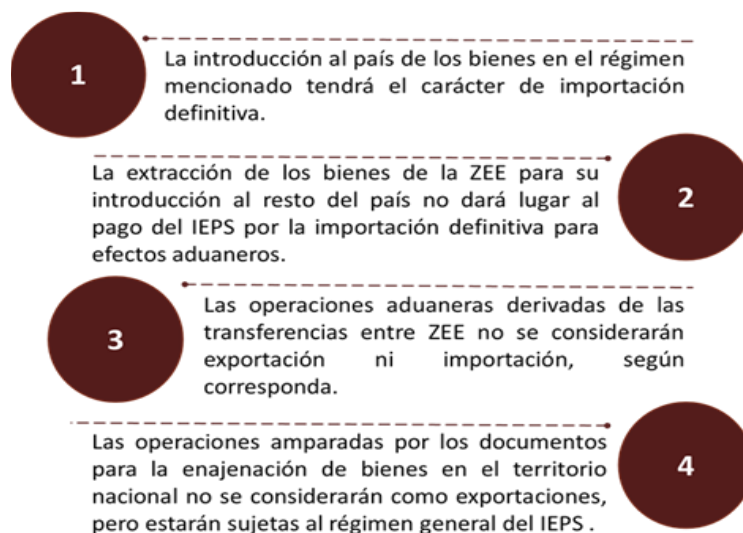 1
La introducción al país de los bienes en el régimen
mencionado tendrá el carácter de importación
definitiva.
La extracción de los bienes de la ZEE para su
introducción al resto del país no dará lugar al
pago del IEPS por la importación definitiva para
efectos aduaneros.
2
3
Las operaciones aduaneras derivadas de las
transferencias entre ZEE no se considerarán
exportación ni importación, según
corresponda.
Las operaciones amparadas por los documentos
para la enajenación de bienes en el territorio
nacional no se considerarán como exportaciones,
pero estarán sujetas al régimen general del IEPS .
4